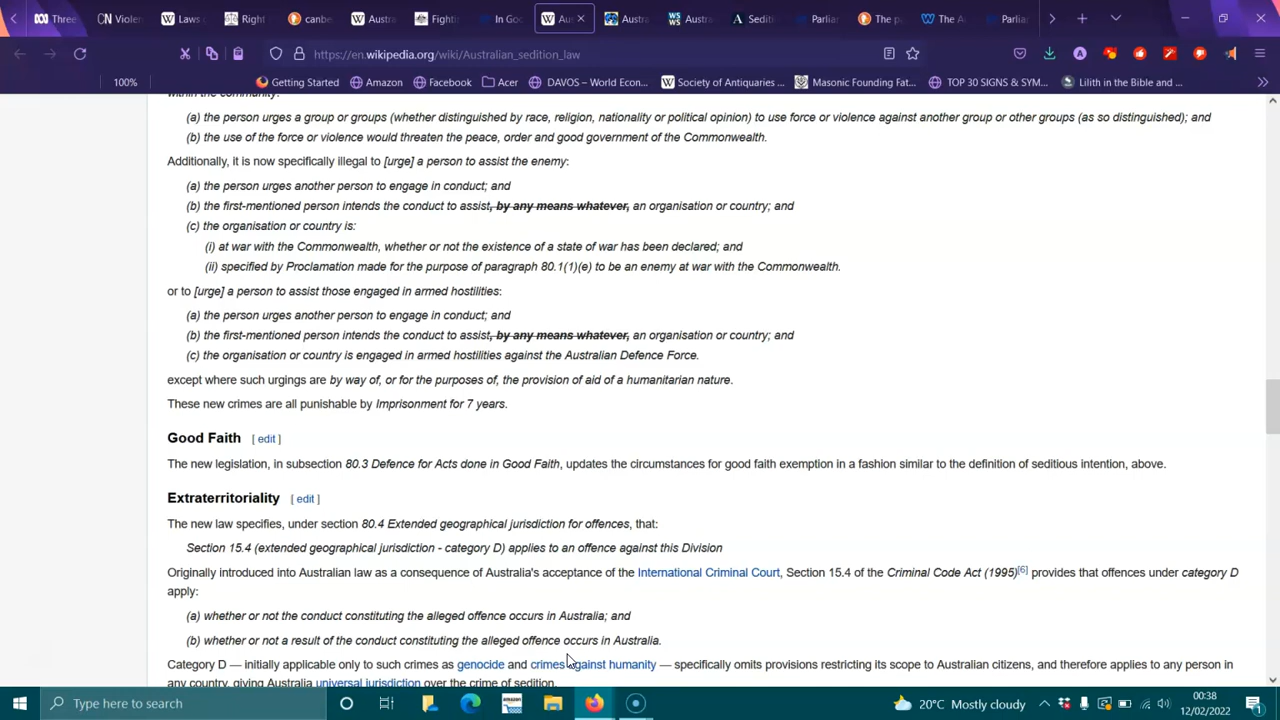 Three CN Violen Laws c Right canbe Austra Fightin In Goo Au Austra Austra Seditio Parlian The p The A Parlian
https://en.wikipedia.org/wiki/Australian_sedition_law
100% Getting Started Amazon Facebook Acer DAVOS – World Econ... Society of Antiquaries ... Masonic Founding Fat... TOP 30 SIGNS & SYM... Lilith in the Bible and ...
within the community:
(a) the person urges a group or groups (whether distinguished by race, religion, nationality or political opinion) to use force or violence against another group or other groups (as so distinguished); and
(b) the use of the force or violence would threaten the peace, order and good government of the Commonwealth.
Additionally, it is now specifically illegal to [urge] a person to assist the enemy:
(a) the person urges another person to engage in conduct; and
(b) the first-mentioned person intends the conduct to assist, by any means whatever, an organisation or country; and
(c) the organisation or country is:
(i) at war with the Commonwealth, whether or not the existence of a state of war has been declared; and
(ii) specified by Proclamation made for the purpose of paragraph 80.1(1)(e) to be an enemy at war with the Commonwealth.
or to [urge] a person to assist those engaged in armed hostilities:
(a) the person urges another person to engage in conduct; and
(b) the first-mentioned person intends the conduct to assist, by any means whatever, an organisation or country; and
(c) the organisation or country is engaged in armed hostilities against the Australian Defence Force.
except where such urgings are by way of, or for the purposes of, the provision of aid of a humanitarian nature.
These new crimes are all punishable by Imprisonment for 7 years.
Good Faith [ edit ]
The new legislation, in subsection 80.3 Defence for Acts done in Good Faith, updates the circumstances for good faith exemption in a fashion similar to the definition of seditious intention, above.
Extraterritoriality [ edit ]
The new law specifies, under section 80.4 Extended geographical jurisdiction for offences, that:
Section 15.4 (extended geographical jurisdiction - category D) applies to an offence against this Division
Originally introduced into Australian law as a consequence of Australia's acceptance of the International Criminal Court, Section 15.4 of the Criminal Code Act (1995)[6] provides that offences under category D
apply:
(a) whether or not the conduct constituting the alleged offence occurs in Australia; and
(b) whether or not a result of the conduct constituting the alleged offence occurs in Australia.
Category D — initially applicable only to such crimes as genocide and crimes against humanity — specifically omits provisions restricting its scope to Australian citizens, and therefore applies to any person in
any country, giving Australia universal jurisdiction over the crime of sedition.
Type here to search
20°C Mostly cloudy
00:38
12/02/2022